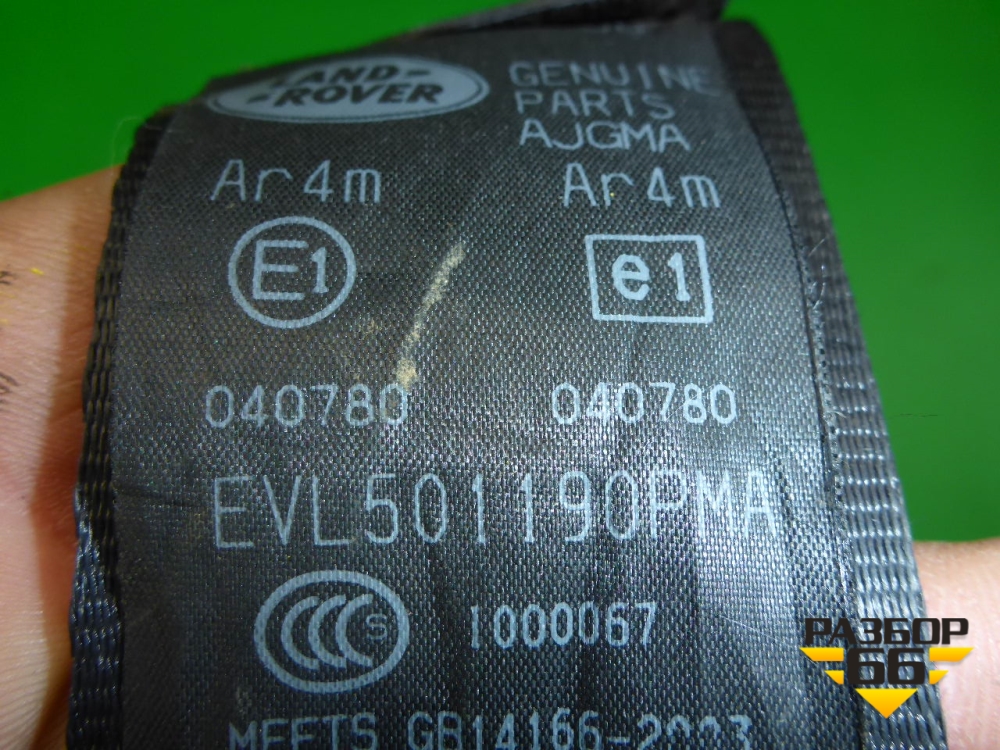 LAND-
-ROVER
GENUINE
PARTS
AJGMA
Ar4m Ar4m
E1 e1
040780 040780
EVL501190PMA
CCC S 1000067
MEETS GB14166-2003
РАЗБОР
66